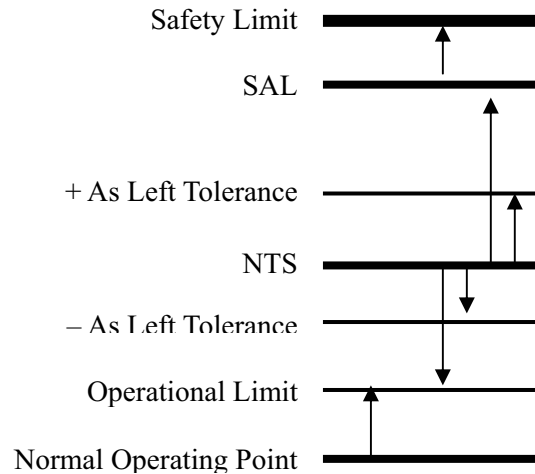 Safety Limit
SAL
+ As Left Tolerance
NTS
– As Left Tolerance
Operational Limit
Normal Operating Point